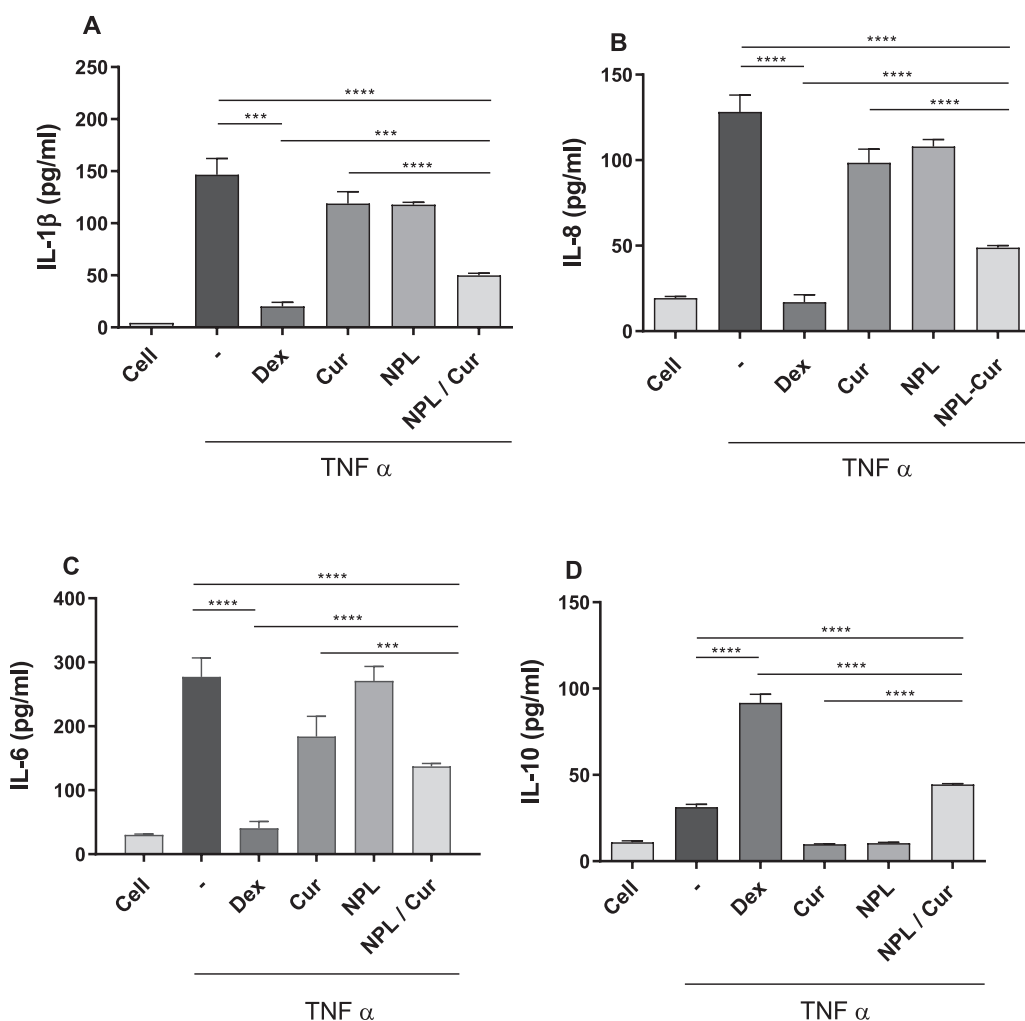 A
250
200
150
100
50
0
IL-1β (pg/ml)
****
***
***
****
Cell
-
Dex
Cur
NPL
NPL / Cur
TNF α
B
150
100
50
0
IL-8 (pg/ml)
****
****
****
****
Cell
-
Dex
Cur
NPL
NPL-Cur
TNF α
C
400
300
200
100
0
IL-6 (pg/ml)
****
****
****
***
Cell
-
Dex
Cur
NPL
NPL / Cur
TNF α
D
150
100
50
0
IL-10 (pg/ml)
****
****
****
****
Cell
-
Dex
Cur
NPL
NPL / Cur
TNF α